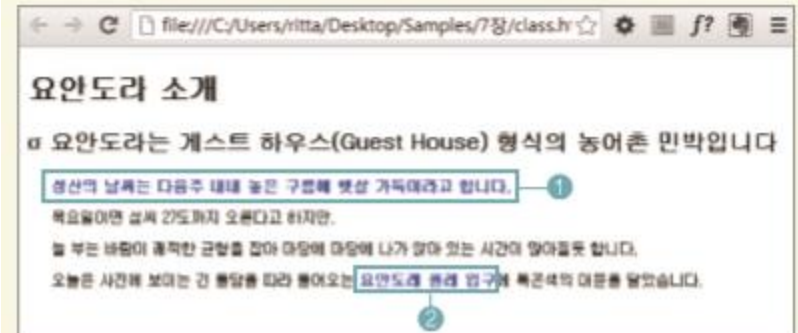 file:///C:/Users/ritta/Desktop/Samples/7장/class.h
f?
요안도라 소개
요안도라는 게스트 하우스(Guest House) 형식의 농어촌 민박입니다
성산의 날씨는 다음주 내내 높은 구름에 햇살 가득이라고 합니다.
1
목요일이면 섭씨 27도까지 오른다고 하지만,
늘 부는 바람이 쾌적한 균형을 잡아 마당에 마당에 나가 앉아 있는 시간이 많아질듯 합니다.
오늘은 사진에 보이는 긴 돌담을 따라 들어오는 요안도레 올레 입구에 대문을 달았습니다.
2